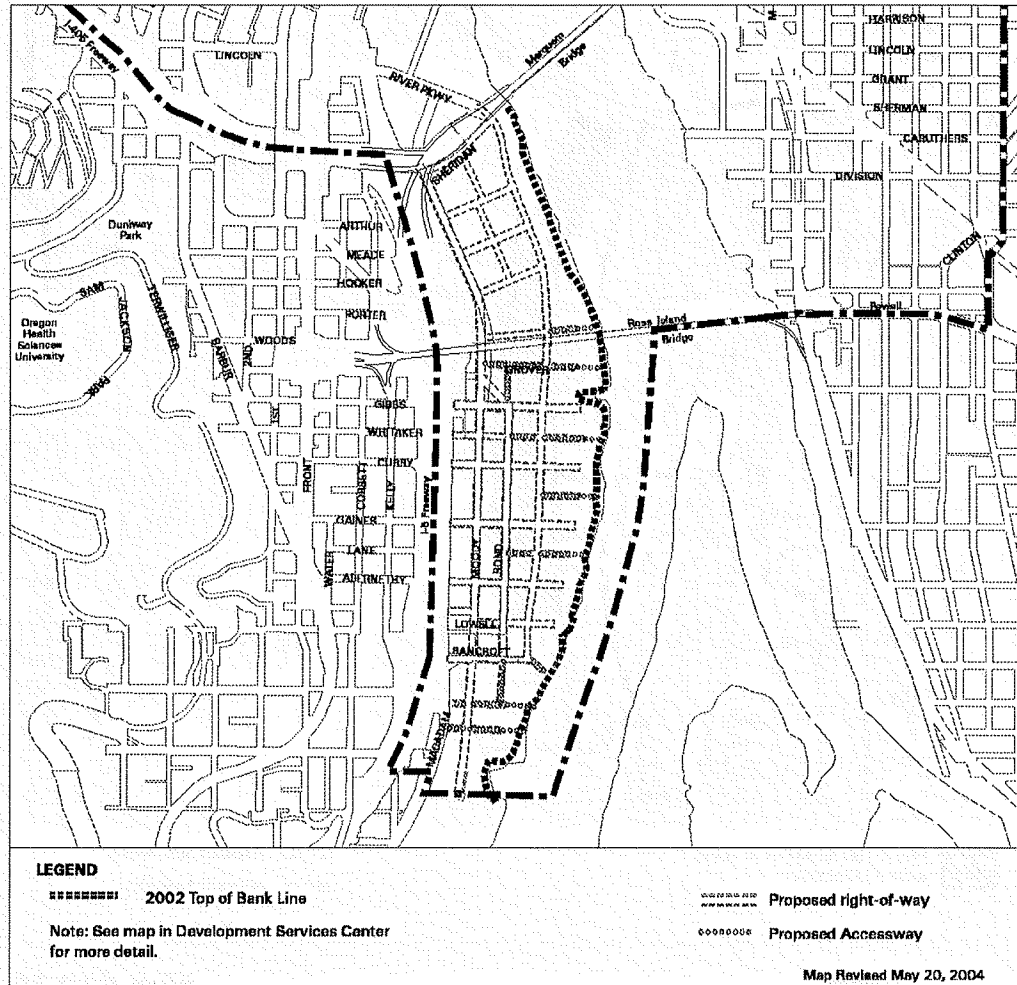 I-405 Freeway
LINCOLN
RIVER PKWY
Marquam
Bridge
HARRISON
LINCOLN
GRANT
SHERMAN
CARUTHERS
DIVISION
SHERIDAN
CLINTON
Duniway
Park
ARTHUR
MEADE
HOOKER
PORTER
SAM
JACKSON
PARK
TERWILLIGER
Oregon
Health
Sciences
University
BARBUR
2ND.
WOODS
Ross Island
Bridge
Powell
GROVER
1ST.
GIBBS
WHITAKER
CURRY
FRONT
CORBETT
KELLY
I-5 Freeway
GAINES
LANE
WATER
ABERNETHY
MOODY
BOND
LOWELL
BANCROFT
MACADAM
LEGEND
2002 Top of Bank Line
Note: See map in Development Services Center
for more detail.
Proposed right-of-way
Proposed Accessway
Map Revised May 20, 2004